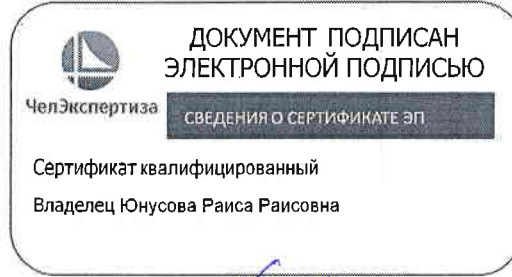 ДОКУМЕНТ ПОДПИСАН
ЭЛЕКТРОННОЙ ПОДПИСЬЮ
ЧелЭкспертиза
СВЕДЕНИЯ О СЕРТИФИКАТЕ ЭП
Сертификат квалифицированный
Владелец Юнусова Раиса Раисовна